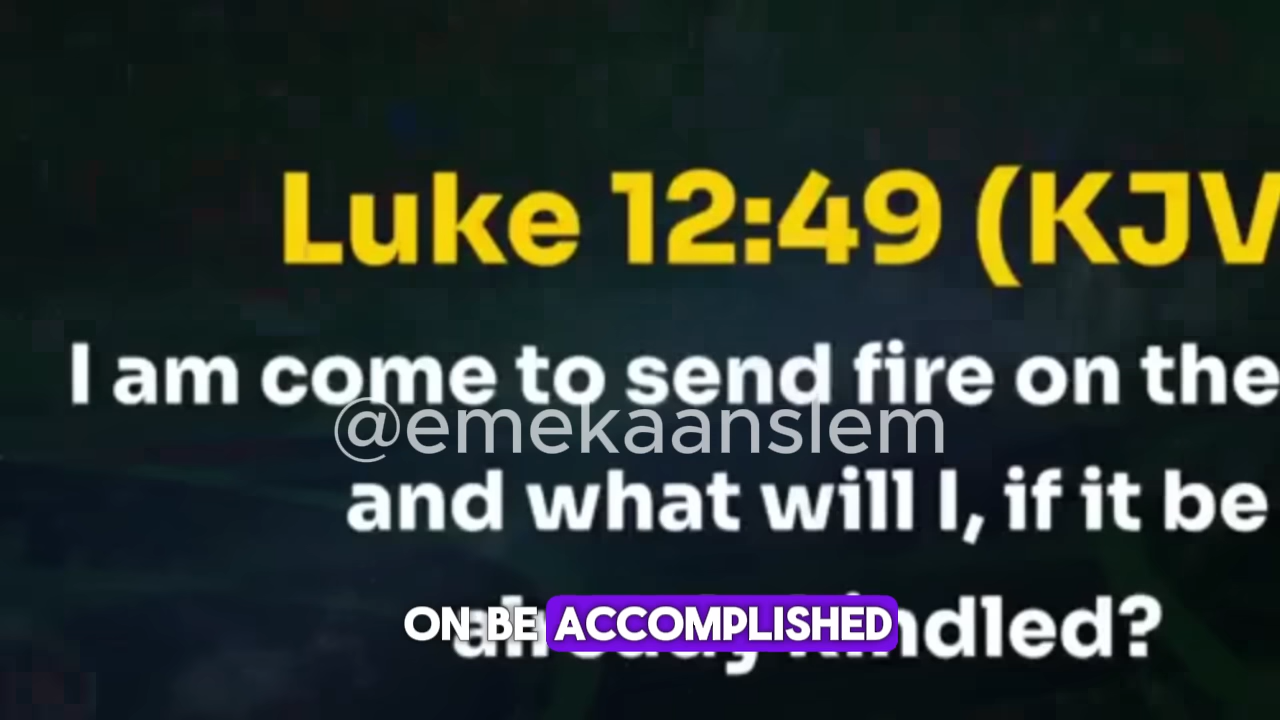 Luke 12:49 (KJV
I am come to send fire on the
@emekaanslem
and what will I, if it be
ON BE ACCOMPLISHED
kindled?